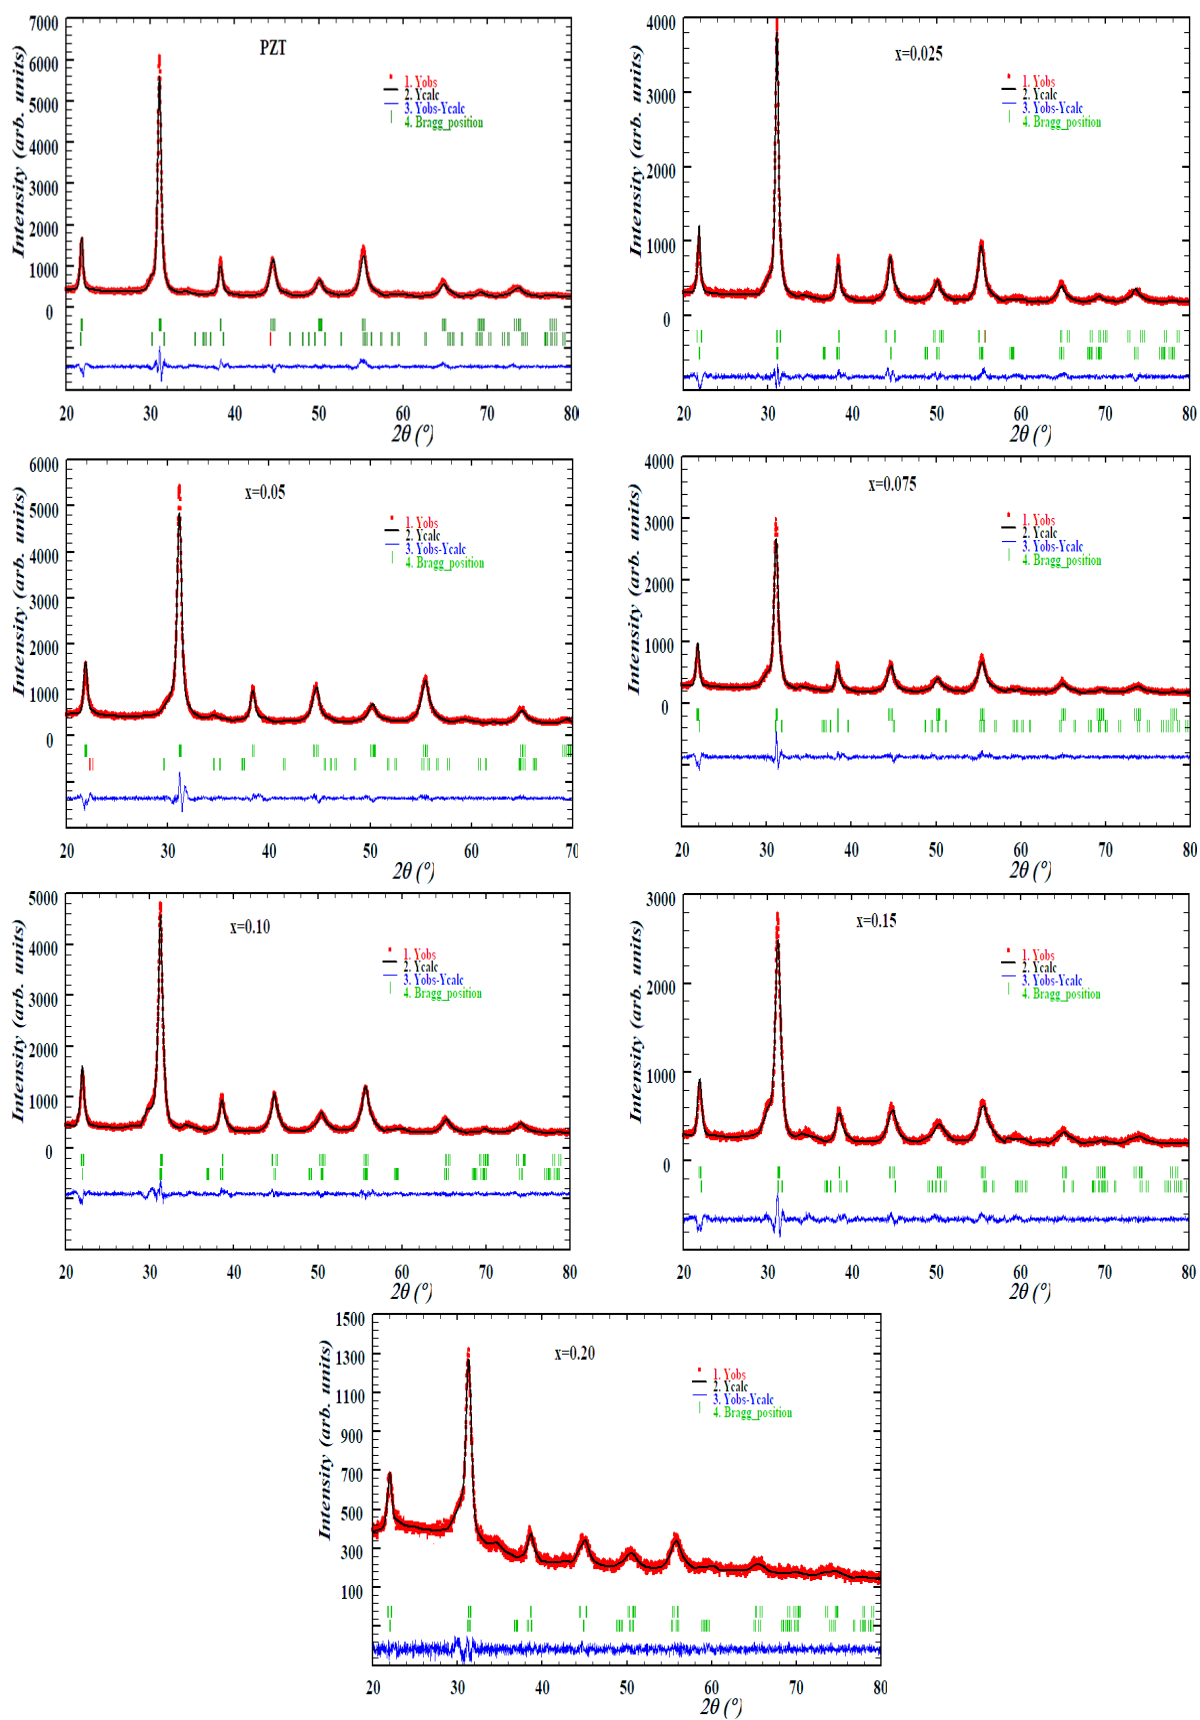 7000
6000
5000
4000
3000
2000
1000
0
Intensity (arb. units)
PZT
1. Yobs
2. Ycalc
3. Yobs-Ycalc
4. Bragg_position
20 30 40 50 60 70 80
2θ (°)
4000
4000
2000
1000
0
Intensity (arb. units)
x=0.025
1. Yobs
2. Ycalc
3. Yobs-Ycalc
4. Bragg_position
20 30 40 50 60 70 80
2θ (°)
6000
5000
4000
3000
2000
1000
0
Intensity (arb. units)
x=0.05
1. Yobs
2. Ycalc
3. Yobs-Ycalc
4. Bragg_position
20 30 40 50 60 70
2θ (°)
4000
3000
2000
1000
0
Intensity (arb. units)
x=0.075
1. Yobs
2. Ycalc
3. Yobs-Ycalc
4. Bragg_position
20 30 40 50 60 70 80
2θ (°)
5000
4000
3000
2000
1000
0
Intensity (arb. units)
x=0.10
1. Yobs
2. Ycalc
3. Yobs-Ycalc
4. Bragg_position
20 30 40 50 60 70 80
2θ (°)
3000
2000
1000
0
Intensity (arb. units)
x=0.15
1. Yobs
2. Ycalc
3. Yobs-Ycalc
4. Bragg_position
20 30 40 50 60 70 80
2θ (°)
1500
1300
1100
900
700
500
300
100
Intensity (arb. units)
x=0.20
1. Yobs
2. Ycalc
3. Yobs-Ycalc
4. Bragg_position
20 30 40 50 60 70 80
2θ (°)